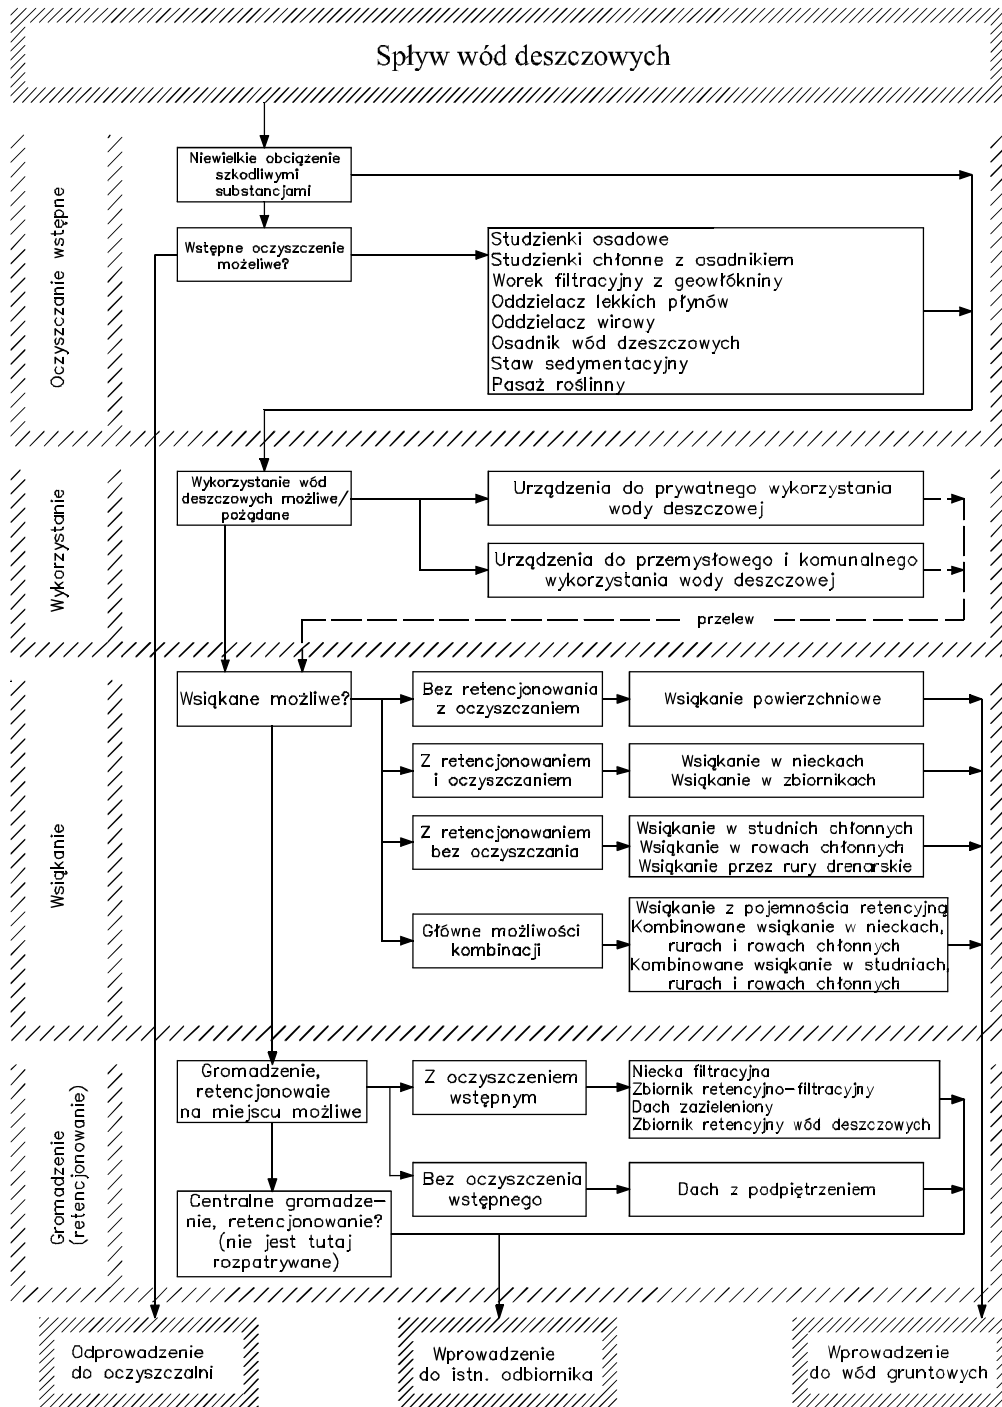 Spływ wód deszczowych
Oczyszczanie wstępne
Niewielkie obciążenie
szkodliwymi
substancjami
Wstępne oczyszczenie
możeliwe?
Studzienki osadowe
Studzienki chłonne z osadnikiem
Worek filtracyjny z geowłókniny
Oddzielacz lekkich płynów
Oddzielacz wirowy
Osadnik wód dzeszczowych
Staw sedymentacyjny
Pasaż roślinny
Wykorzystanie
Wykorzystanie wód
deszczowych możliwe/
pożądane
Urządzenia do prywatnego wykorzystania
wody deszczowej
Urządzenia do przemysłowego i komunalnego
wykorzystania wody deszczowej
przelew
Wsiąkanie
Wsiąkane możliwe?
Bez retencjonowania
z oczyszczaniem
Wsiąkanie powierzchniowe
Z retencjonowaniem
i oczyszczaniem
Wsiąkanie w nieckach
Wsiąkanie w zbiornikach
Z retencjonowaniem
bez oczyszczania
Wsiąkanie w studnich chłonnych
Wsiąkanie w rowach chłonnych
Wsiąkanie przez rury drenarskie
Główne możliwości
kombinacji
Wsiąkanie z pojemnościa retencyjną
Kombinowane wsiąkanie w nieckach,
rurach i rowach chłonnych
Kombinowane wsiąkanie w studniach,
rurach i rowach chłonnych
Gromadzenie
(retencjonowanie)
Gromadzenie,
retencjonowaie
na miejscu możliwe
Z oczyszczeniem
wstępnym
Niecka filtracyjna
Zbiornik retencyjno-filtracyjny
Dach zazieleniony
Zbiornik retencyjny wód deszczowych
Bez oczyszczenia
wstępnego
Dach z podpiętrzeniem
Centralne gromadze-
nie, retencjonowanie?
(nie jest tutaj
rozpatrywane)
Odprowadzenie
do oczyszczalni
Wprowadzenie
do istn. odbiornika
Wprowadzenie
do wód gruntowych